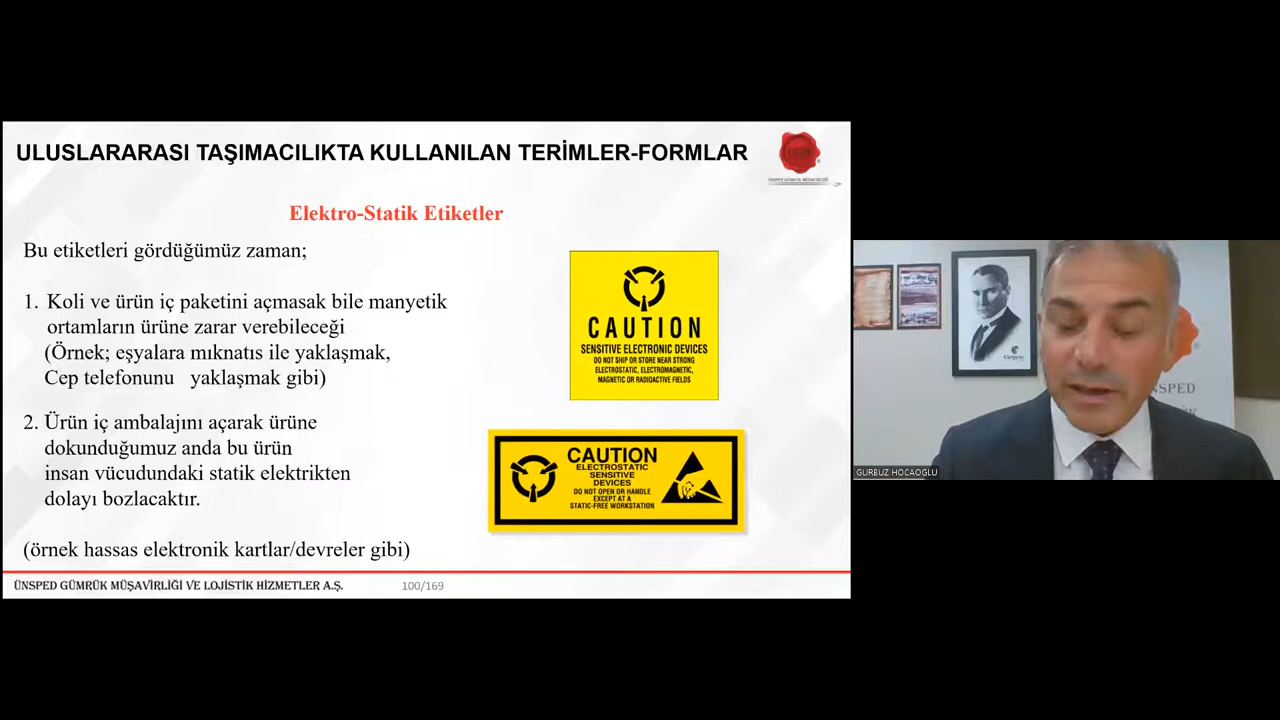 ULUSLARARASI TAŞIMACILIKTA KULLANILAN TERİMLER-FORMLAR
Elektro-Statik Etiketler
Bu etiketleri gördüğümüz zaman;
1. Koli ve ürün iç paketini açmasak bile manyetik
ortamların ürüne zarar verebileceği
(Örnek; eşyalara mıknatıs ile yaklaşmak,
Cep telefonunu yaklaşmak gibi)
2. Ürün iç ambalajını açarak ürüne
dokunduğumuz anda bu ürün
insan vücudundaki statik elektrikten
dolayı bozlacaktır.
(örnek hassas elektronik kartlar/devreler gibi)
CAUTION
SENSITIVE ELECTRONIC DEVICES
DO NOT SHIP OR STORE NEAR STRONG
ELECTROSTATIC, ELECTROMAGNETIC,
MAGNETIC OR RADIOACTIVE FIELDS
CAUTION
ELECTROSTATIC
SENSITIVE
DEVICES
DO NOT OPEN OR HANDLE
EXCEPT AT A
STATIC-FREE WORKSTATION
ÜNSPED GÜMRÜK MÜŞAVİRLİĞİ VE LOJİSTİK HİZMETLER A.Ş.
100/169
GURBUZ HOCAOGLU